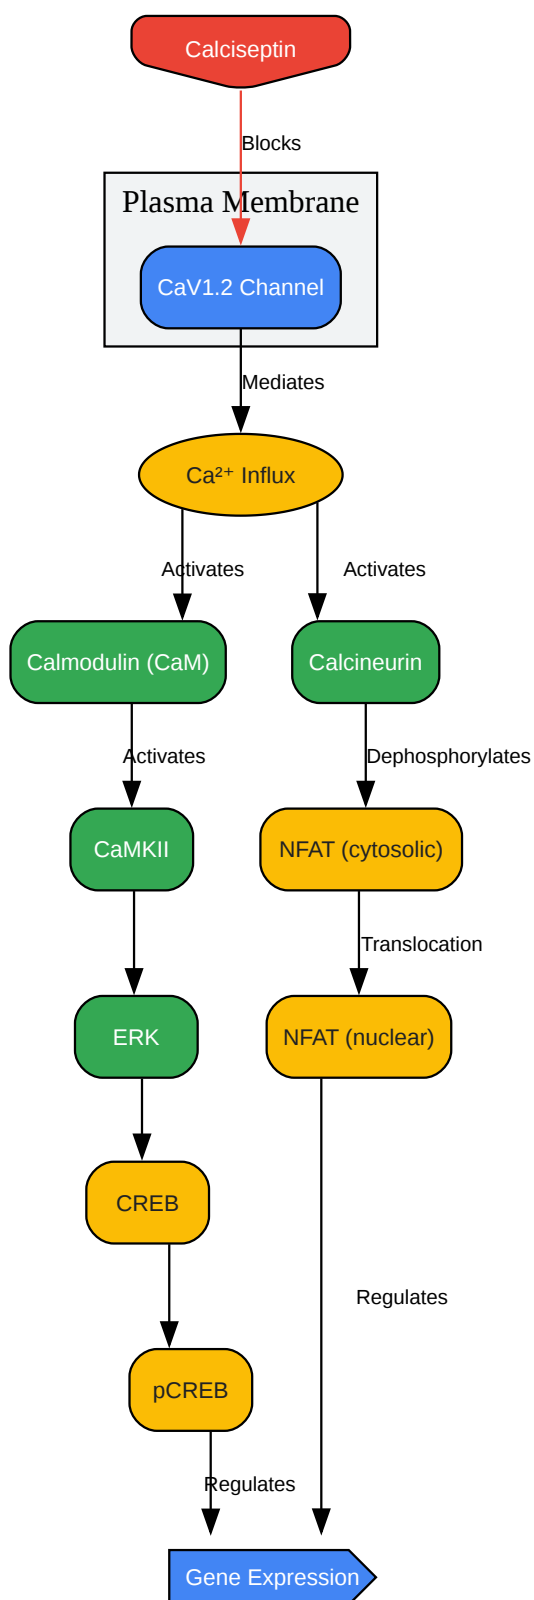 Calciseptin
Blocks
Plasma Membrane
CaV1.2 Channel
Mediates
Ca²⁺ Influx
Activates
Activates
Calmodulin (CaM)
Calcineurin
Activates
Dephosphorylates
CaMKII
NFAT (cytosolic)
Translocation
ERK
NFAT (nuclear)
CREB
Regulates
pCREB
Regulates
Gene Expression